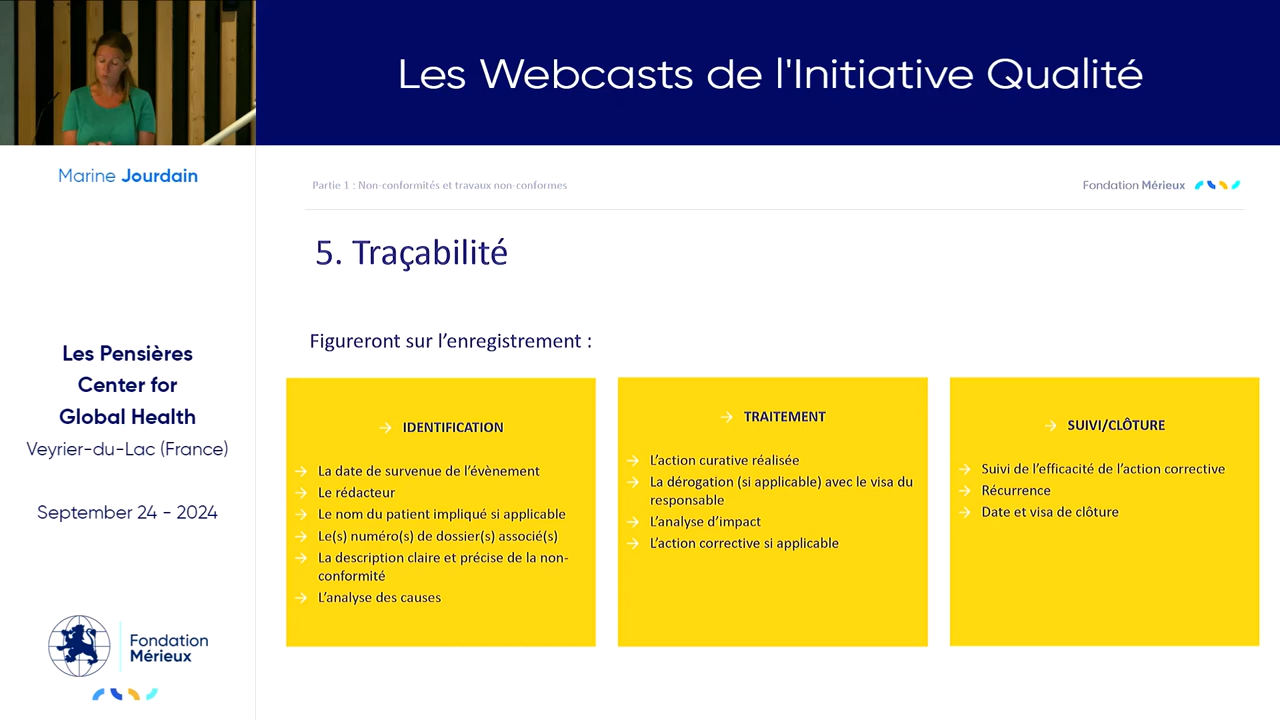 Les Webcasts de l'Initiative Qualité
Marine Jourdain
Les Pensières
Center for
Global Health
Veyrier-du-Lac (France)
September 24 - 2024
Fondation
Mérieux
Partie 1 : Non-conformités et travaux non-conformes
Fondation Mérieux
5. Traçabilité
Figureront sur l’enregistrement :
IDENTIFICATION
La date de survenue de l’évènement
Le rédacteur
Le nom du patient impliqué si applicable
Le(s) numéro(s) de dossier(s) associé(s)
La description claire et précise de la non-
conformité
L’analyse des causes
TRAITEMENT
L’action curative réalisée
La dérogation (si applicable) avec le visa du
responsable
L’analyse d’impact
L’action corrective si applicable
SUIVI/CLÔTURE
Suivi de l’efficacité de l’action corrective
Récurrence
Date et visa de clôture